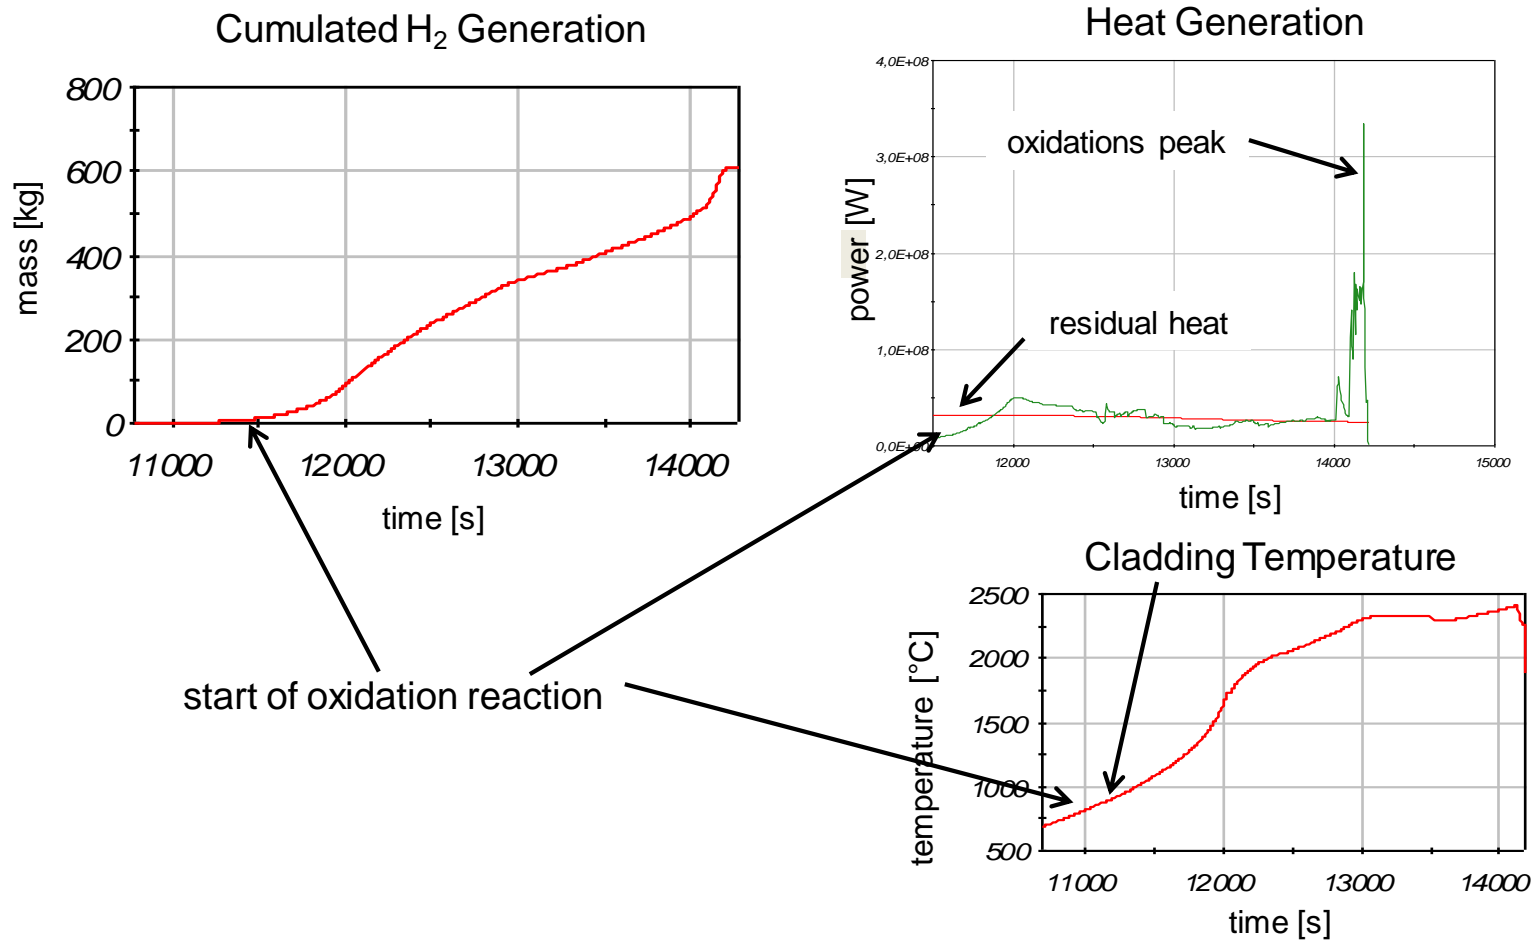 Cumulated H₂ Generation
800
600
400
200
0
mass [kg]
11000 12000 13000 14000
time [s]
Heat Generation
4,0E+08
3,0E+08
2,0E+08
1,0E+08
0,0E+00
power [W]
oxidations peak
residual heat
12000 13000 14000 15000
time [s]
start of oxidation reaction
Cladding Temperature
2500
2000
1500
1000
500
temperature [°C]
11000 12000 13000 14000
time [s]